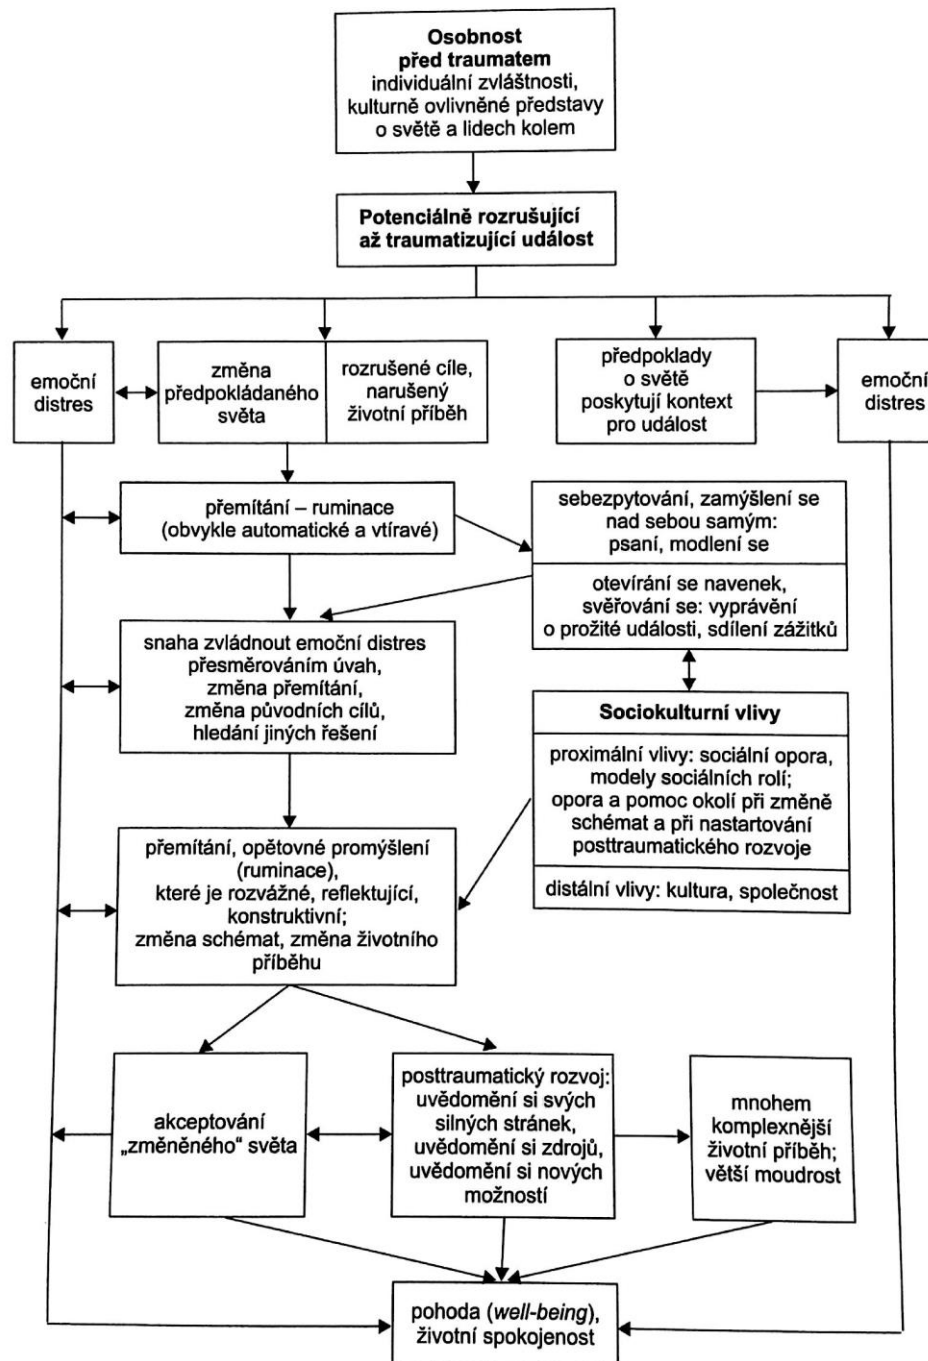 Osobnost
před traumatem
individuální zvláštnosti,
kulturně ovlivněné představy
o světě a lidech kolem
Potenciálně rozrušující
až traumatizující událost
emoční
distres
změna
předpokládaného
světa
rozrušené cíle,
narušený
životní příběh
předpoklady
o světě
poskytují kontext
pro událost
emoční
distres
přemítání – ruminace
(obvykle automatické a vtíravé)
sebezpytování, zamýšlení se
nad sebou samým:
psaní, modlení se
otevírání se navenek,
svěřování se: vyprávění
o prožité události, sdílení zážitků
snaha zvládnout emoční distres
přesměrováním úvah,
změna přemítání,
změna původních cílů,
hledání jiných řešení
Sociokulturní vlivy
proximální vlivy: sociální opora,
modely sociálních rolí;
opora a pomoc okolí při změně
schémat a při nastartování
posttraumatického rozvoje
distální vlivy: kultura, společnost
přemítání, opětovné promýšlení
(ruminace),
které je rozvážné, reflektující,
konstruktivní;
změna schémat, změna životního
příběhu
akceptování
„změněného“ světa
posttraumatický rozvoj:
uvědomění si svých
silných stránek,
uvědomění si zdrojů,
uvědomění si nových
možností
mnohem
komplexnější
životní příběh;
větší moudrost
pohoda (well-being),
životní spokojenost